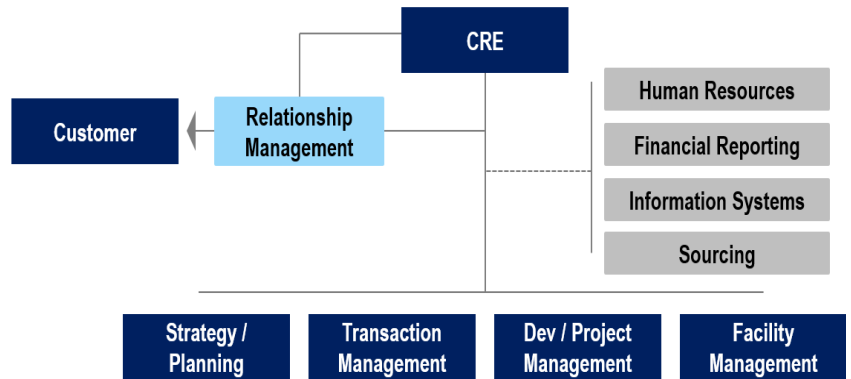 CRE
Human Resources
Relationship
Management
Customer
Financial Reporting
Information Systems
Sourcing
Strategy /
Planning
Transaction
Management
Dev / Project
Management
Facility
Management